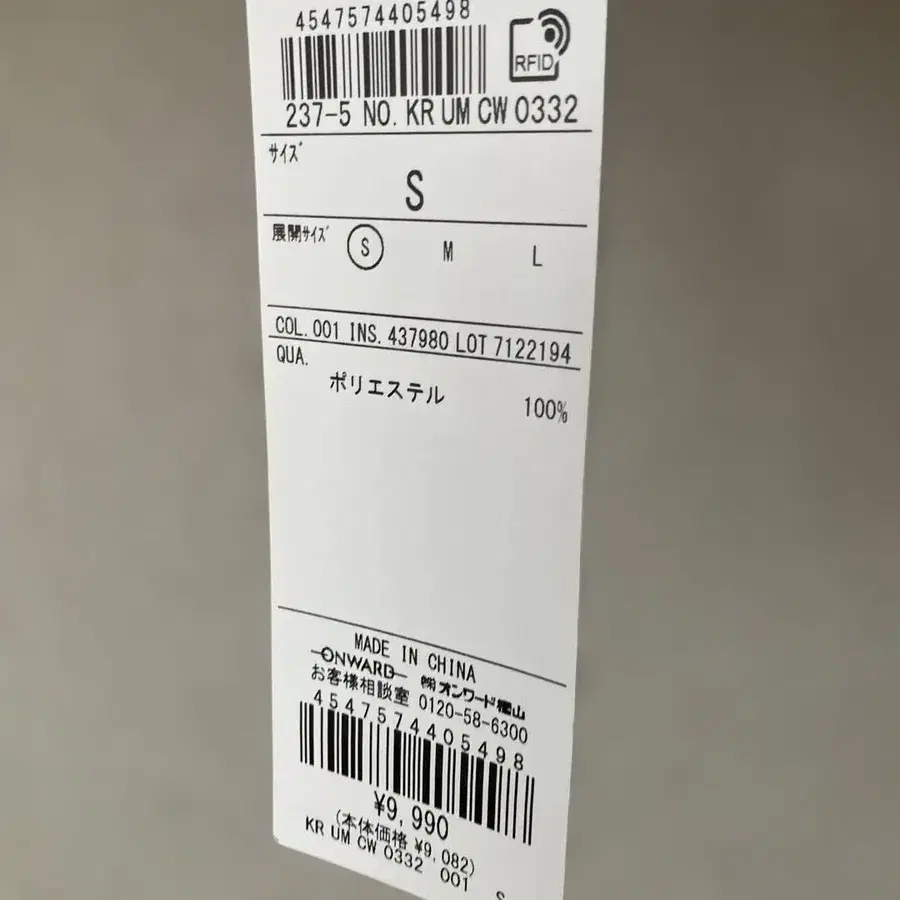 4547574405498
RFID
237-5 NO. KR UM CW 0332
サイズ
S
展開サイズ S M L
COL. 001 INS. 437980 LOT 7122194
QUA.
ポリエステル 100%
MADE IN CHINA
ONWARD ㈱オンワード樫山
お客様相談室 0120-58-6300
4547574405498
¥9,990
(本体価格 ¥9,082)
KR UM CW 0332 001 S